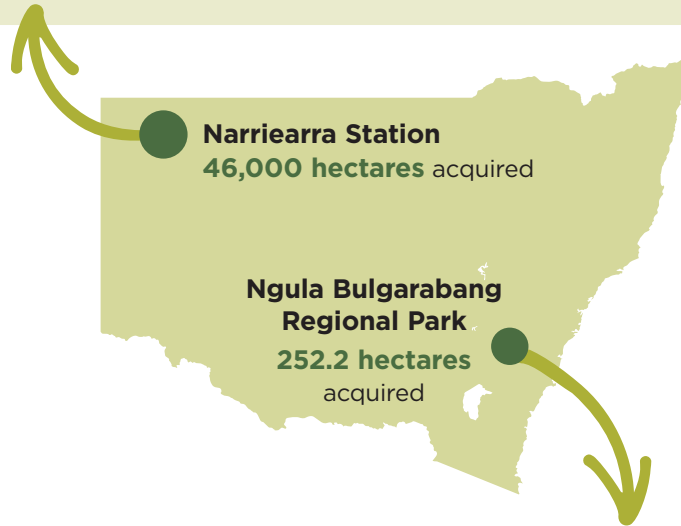 Narriearra Station
46,000 hectares acquired
Ngula Bulgarabang
Regional Park
252.2 hectares
acquired